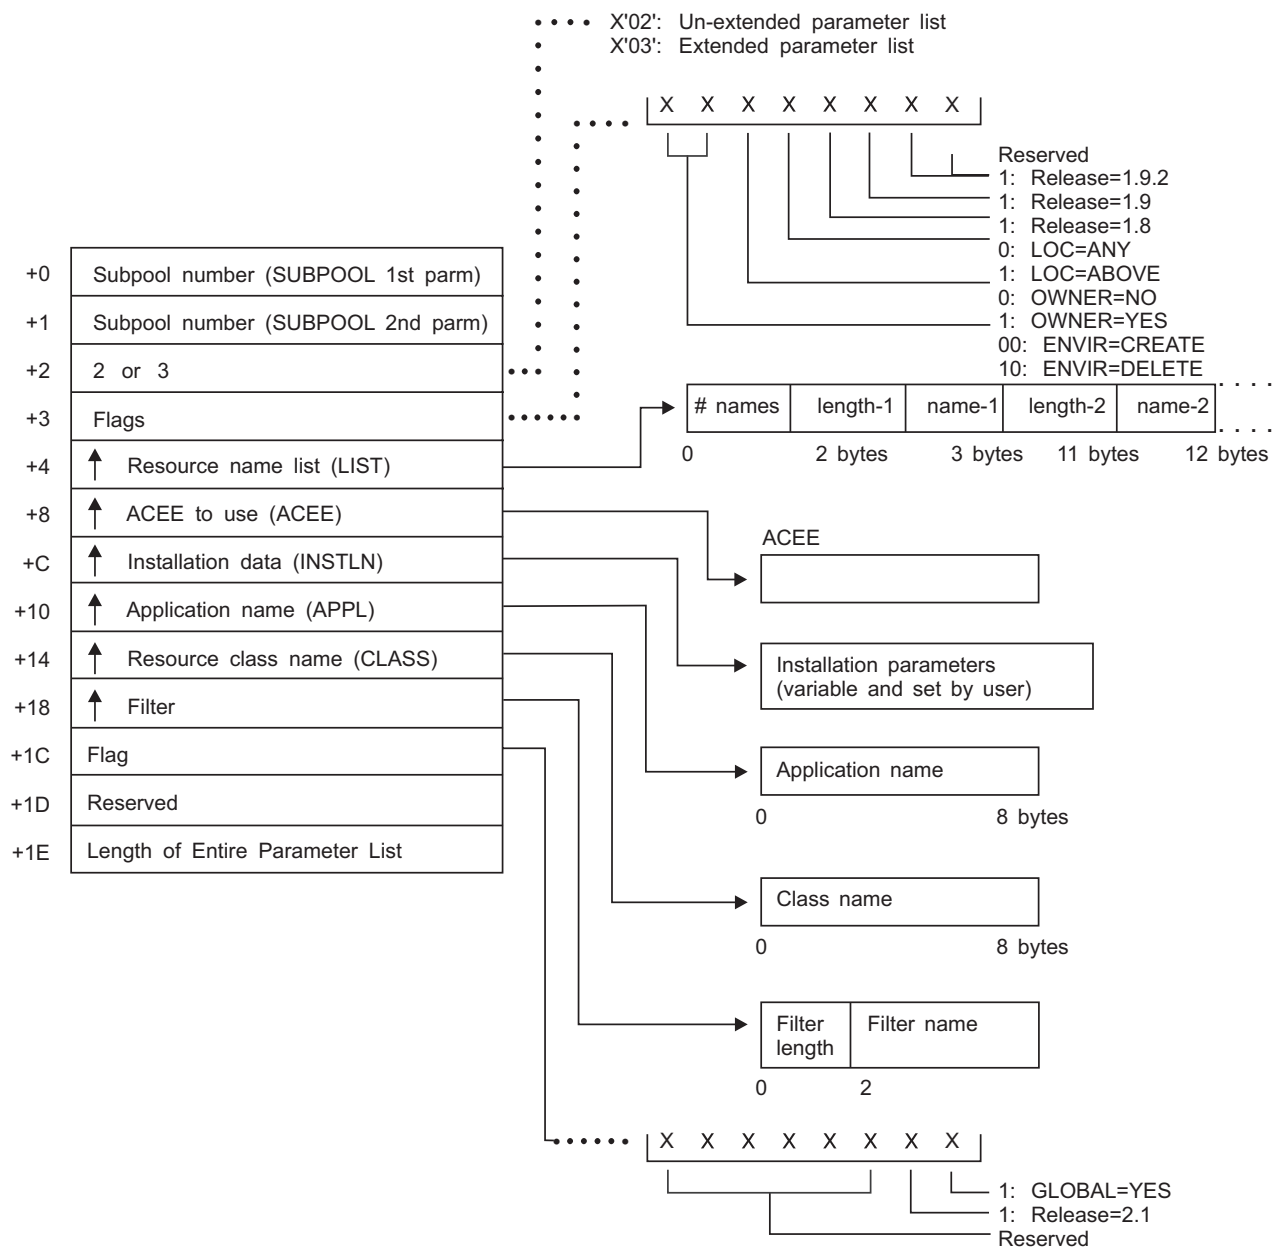 X'02': Un-extended parameter list
X'03': Extended parameter list
X X X X X X X X
Reserved
1: Release=1.9.2
1: Release=1.9
1: Release=1.8
0: LOC=ANY
1: LOC=ABOVE
0: OWNER=NO
1: OWNER=YES
00: ENVIR=CREATE
10: ENVIR=DELETE
+0 Subpool number (SUBPOOL 1st parm)
+1 Subpool number (SUBPOOL 2nd parm)
+2 2 or 3
+3 Flags
+4 Resource name list (LIST)
+8 ACEE to use (ACEE)
+C Installation data (INSTLN)
+10 Application name (APPL)
+14 Resource class name (CLASS)
+18 Filter
+1C Flag
+1D Reserved
+1E Length of Entire Parameter List
# names length-1 name-1 length-2 name-2
0 2 bytes 3 bytes 11 bytes 12 bytes
ACEE
Installation parameters
(variable and set by user)
Application name
0 8 bytes
Class name
0 8 bytes
Filter length Filter name
0 2
X X X X X X X X
1: GLOBAL=YES
1: Release=2.1
Reserved